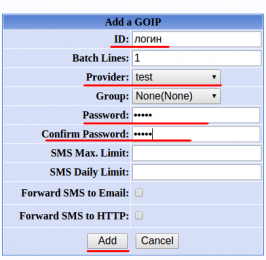 Add a GOIP
ID: логин
Batch Lines: 1
Provider: test
Group: None(None)
Password: •••••
Confirm Password: •••••
SMS Max. Limit:
SMS Daily Limit:
Forward SMS to Email:
Forward SMS to HTTP:
Add Cancel